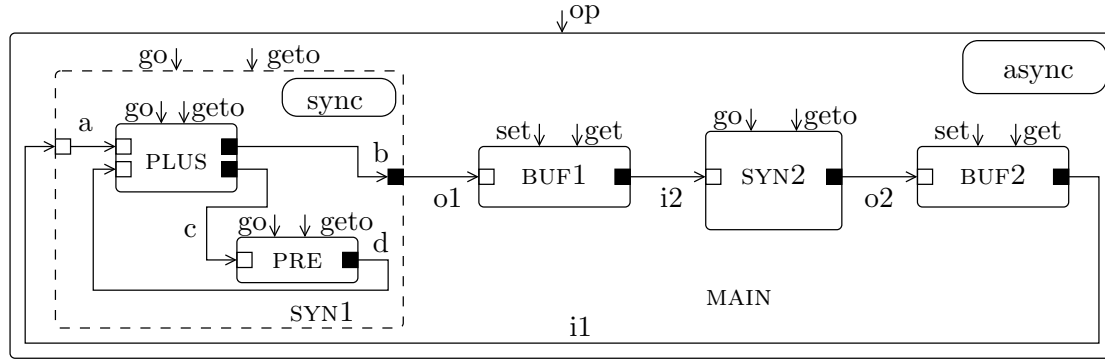 op
go geto
async
sync
go geto
a
PLUS
b
set get
go geto
set get
BUF1
SYN2
BUF2
o1
i2
o2
c
go geto
d
PRE
MAIN
SYN1
i1